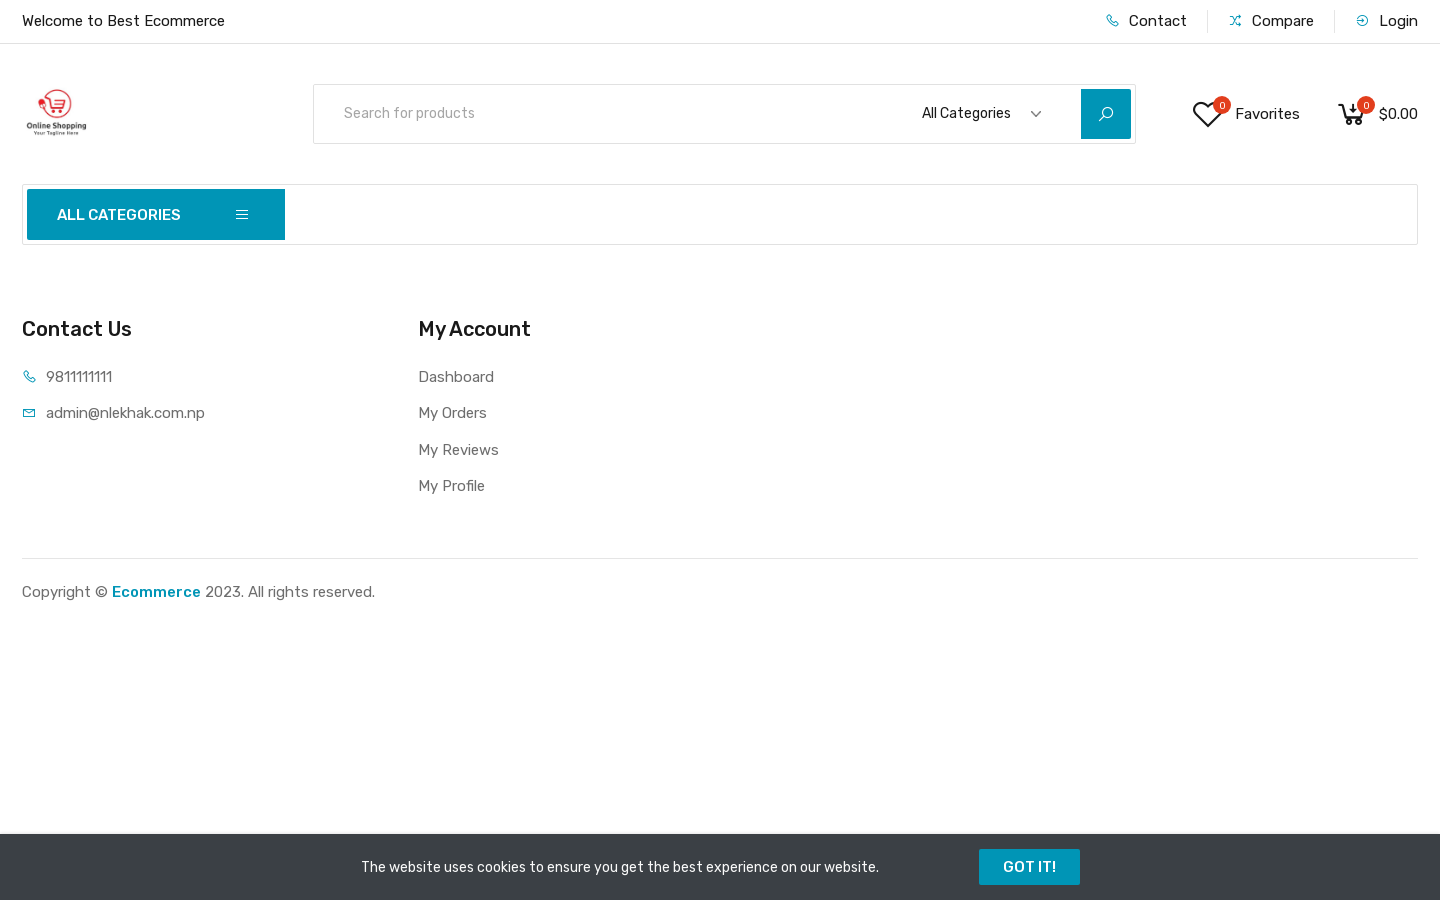 Welcome to Best Ecommerce
Contact
Compare
Login
Online Shopping
Your Tagline Here
Search for products
All Categories
0
Favorites
0
$0.00
ALL CATEGORIES
Contact Us
9811111111
admin@nlekhak.com.np
My Account
Dashboard
My Orders
My Reviews
My Profile
Copyright © Ecommerce 2023. All rights reserved.
The website uses cookies to ensure you get the best experience on our website.
GOT IT!